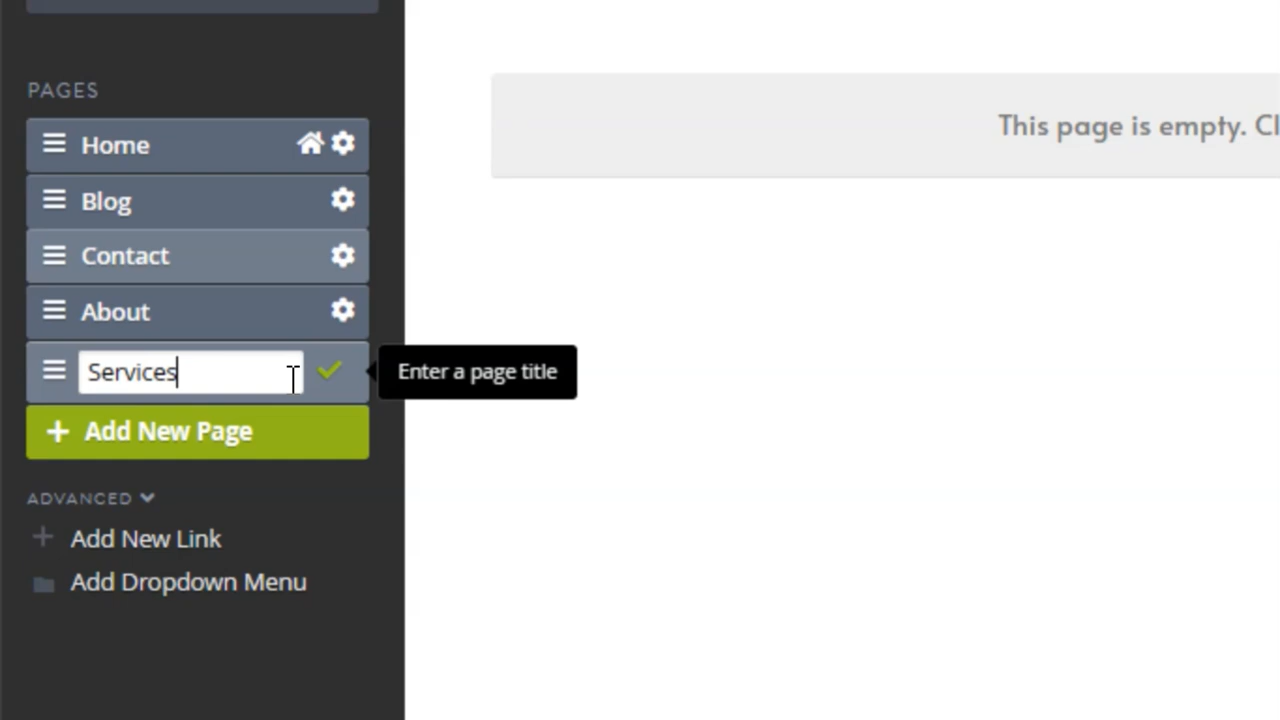 PAGES
Home
Blog
Contact
About
Services
Enter a page title
Add New Page
ADVANCED
Add New Link
Add Dropdown Menu
This page is empty. Cl